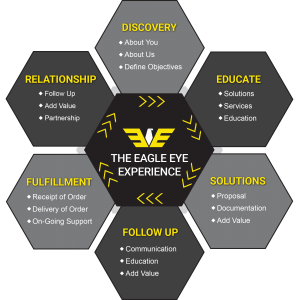 DISCOVERY
About You
About Us
Define Objectives
EDUCATE
Solutions
Services
Education
SOLUTIONS
Proposal
Documentation
Add Value
FOLLOW UP
Communication
Education
Add Value
FULFILLMENT
Receipt of Order
Delivery of Order
On-Going Support
RELATIONSHIP
Follow Up
Add Value
Partnership
THE EAGLE EYE
EXPERIENCE